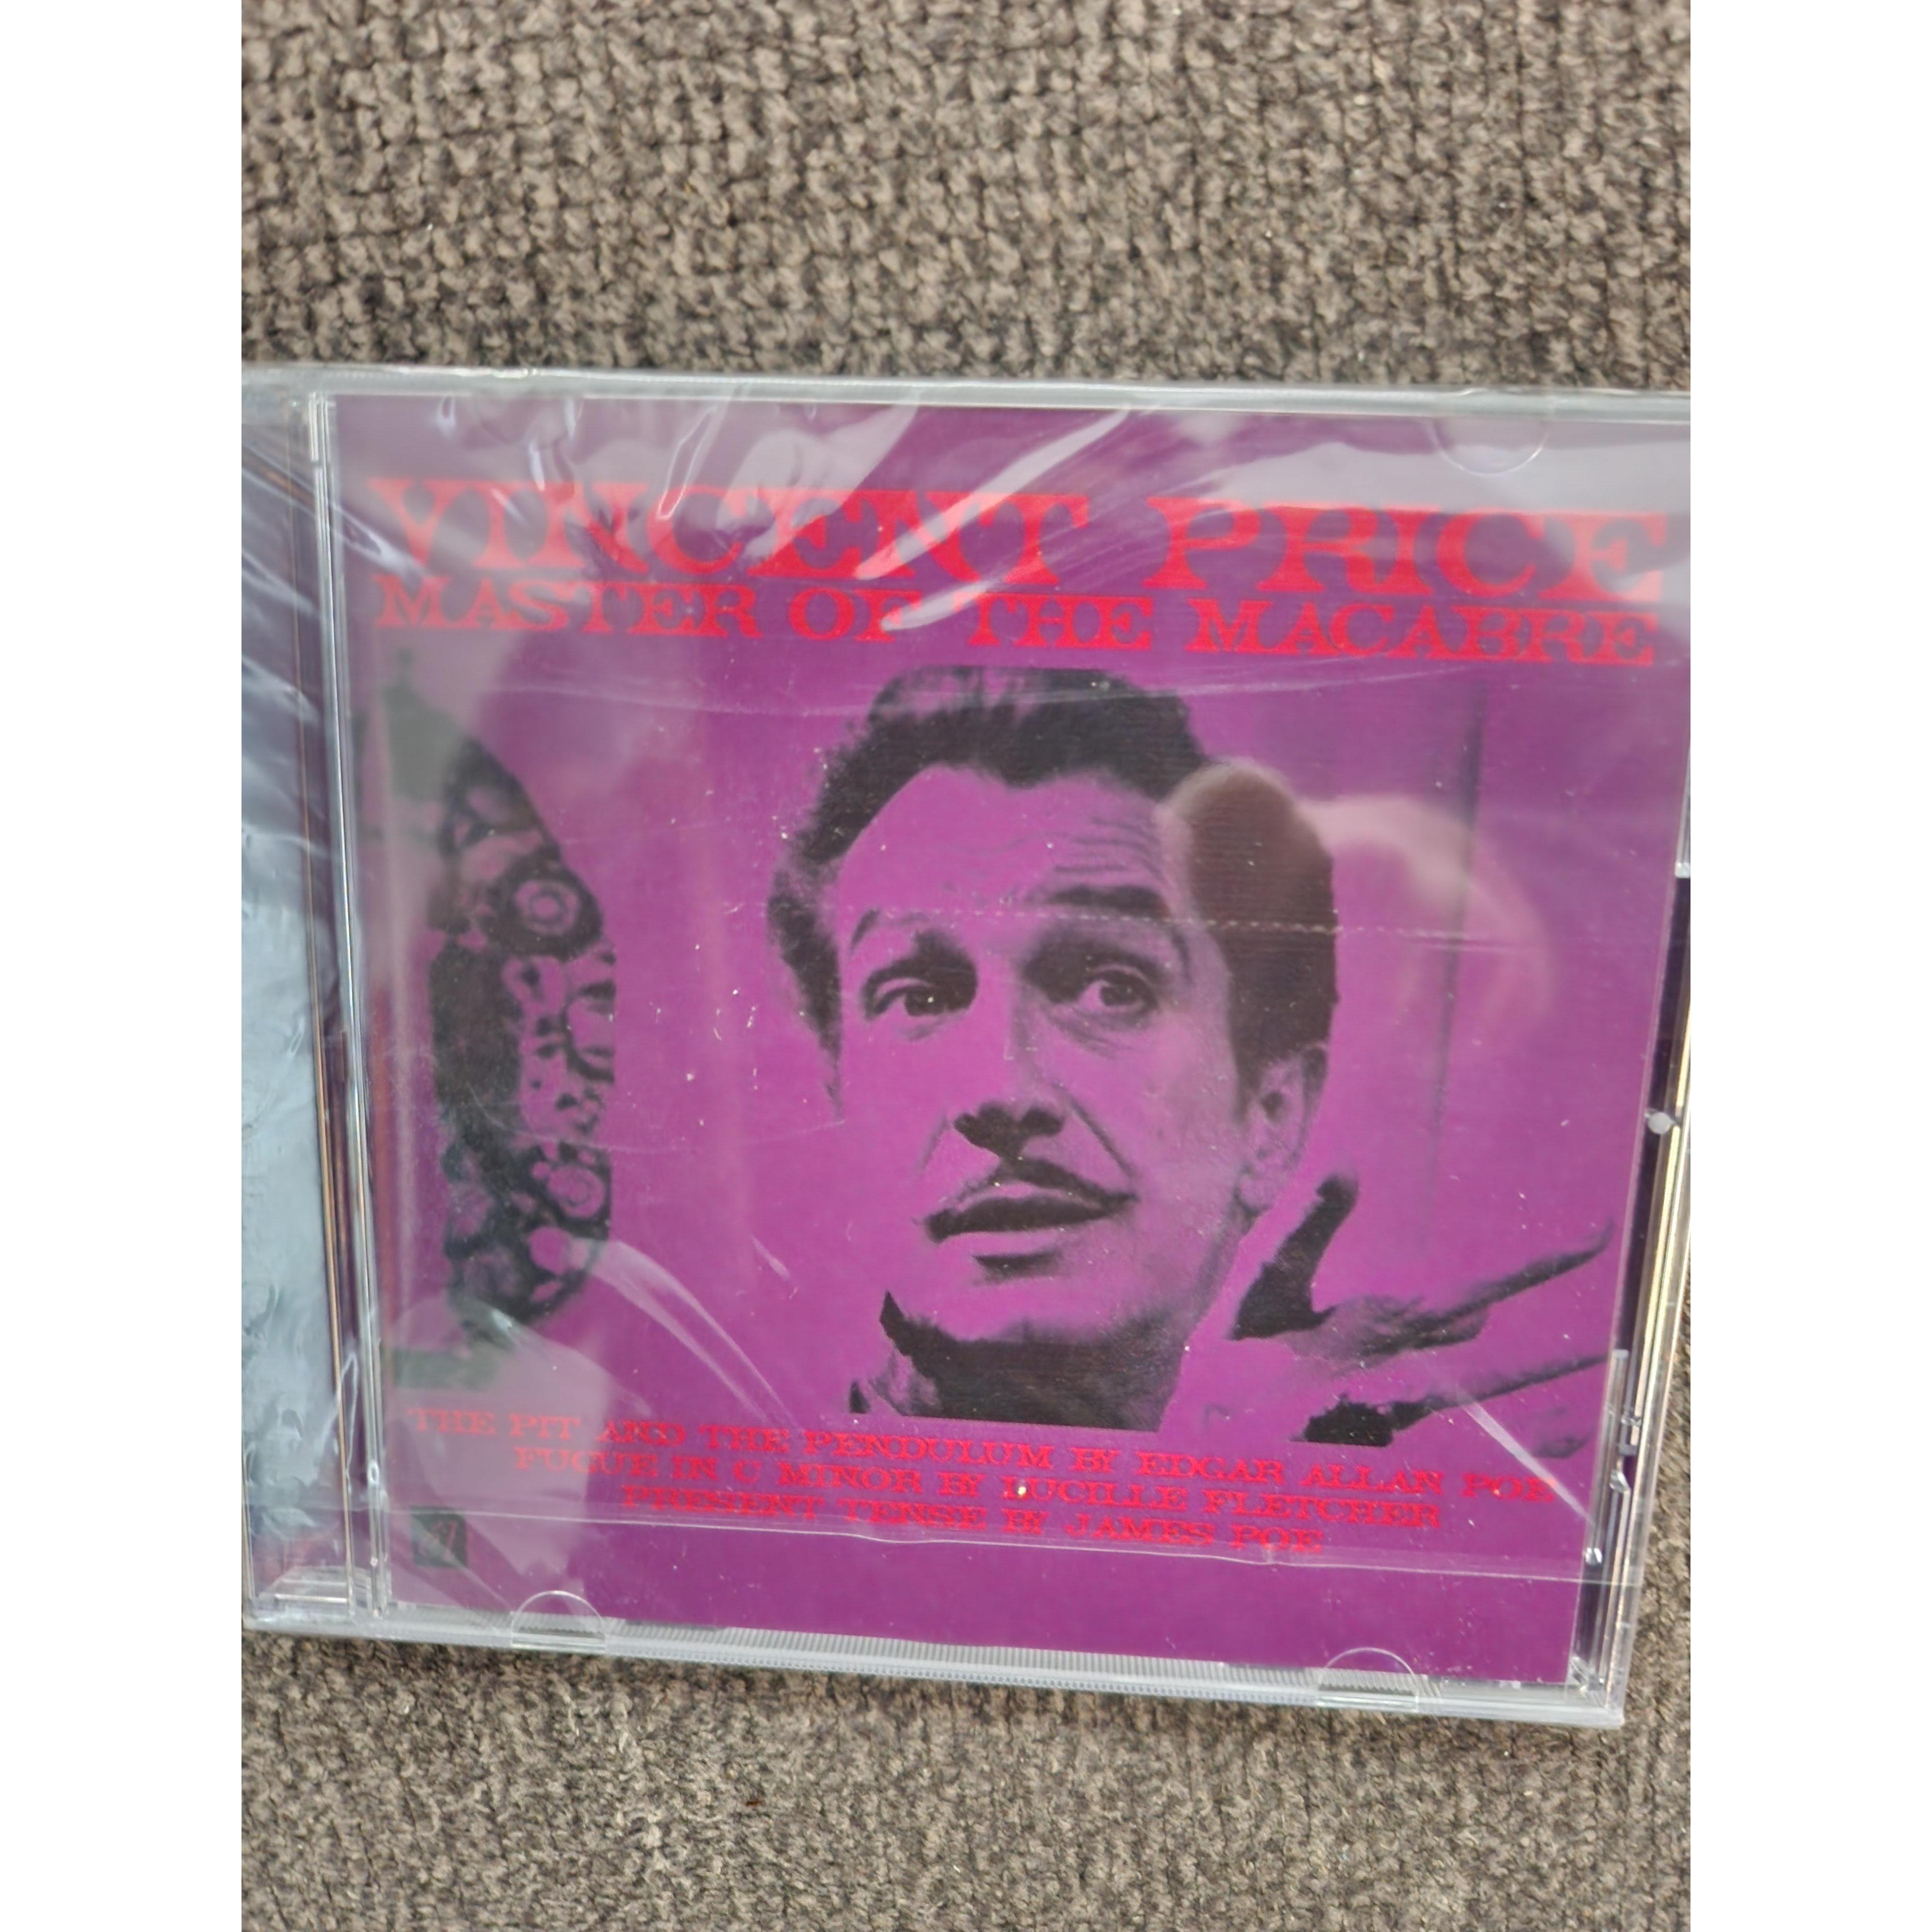 VINCENT PRICE
MASTER OF THE MACABRE
THE PIT AND THE PENDULUM BY EDGAR ALLAN POE
FUGUE IN C MINOR BY LUCILLE FLETCHER
PRESENT TENSE BY JAMES POE